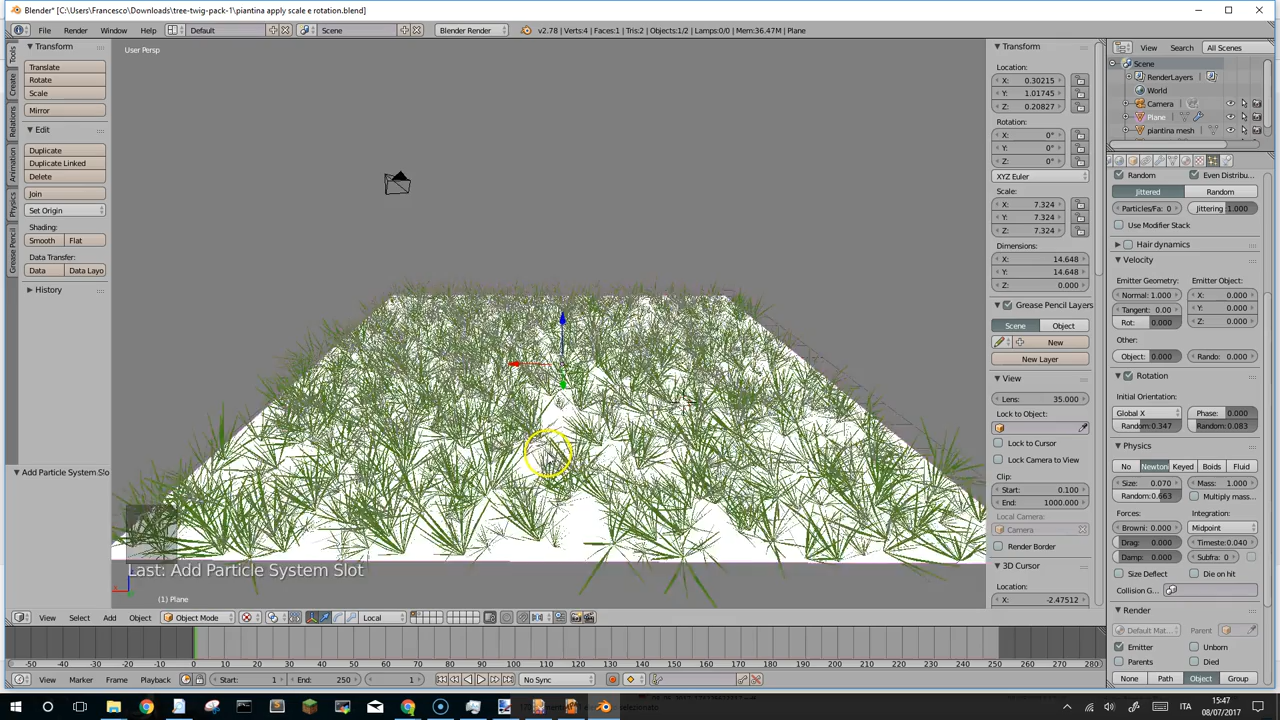 Blender* [C:\Users\Francesco\Downloads\tree-twig-pack-1\piantina apply scale e rotation.blend]
File Render Window Help Default Scene Blender Render v2.78 | Verts:4 | Faces:1 | Tris:2 | Objects:1/2 | Lamps:0/0 | Mem:36.47M | Plane
View Search All Scenes
Tools
Create
Relations
Animation
Physics
Grease Pencil
Transform
Translate
Rotate
Scale
Mirror
Edit
Duplicate
Duplicate Linked
Delete
Join
Set Origin
Shading:
Smooth Flat
Data Transfer:
Data Data Layo
History
Add Particle System Slo
User Persp
Last: Add Particle System Slot
(1) Plane
Transform
Location:
X: 0.30215
Y: 1.01745
Z: 0.20827
Rotation:
X: 0°
Y: 0°
Z: 0°
XYZ Euler
Scale:
X: 7.324
Y: 7.324
Z: 7.324
Dimensions:
X: 14.648
Y: 14.648
Z: 0.000
Grease Pencil Layers
Scene Object
New
New Layer
View
Lens: 35.000
Lock to Object:
Lock to Cursor
Lock Camera to View
Clip:
Start: 0.100
End: 1000.000
Local Camera:
Camera
Render Border
3D Cursor
Location:
X: -2.47512
Scene
RenderLayers
World
Camera
Plane
piantina mesh
Random Even Distribu...
Jittered Random
Particles/Fa: 0 Jittering :1.000
Use Modifier Stack
Hair dynamics
Velocity
Emitter Geometry: Emitter Object:
Normal: 1.000 X: 0.000
Tangent: 0.00 Y: 0.000
Rot: 0.000 Z: 0.000
Other:
Object: 0.000 Rando: 0.000
Rotation
Initial Orientation:
Global X Phase: 0.000
Random:0.347 Random:0.083
Physics
No Newton Keyed Boids Fluid
Size: 0.070 Mass: 1.000
Random:0.663 Multiply mass...
Forces: Integration:
Browni: 0.000 Midpoint
Drag: 0.000 Timeste:0.040
Damp: 0.000 Subfra: 0
Size Deflect Die on hit
Collision G...
Render
Default Mat... Parent
Emitter Unborn
Parents Died
None Path Object Group
View Select Add Object Object Mode Local
-50 -40 -30 -20 -10 0 10 20 30 40 50 60 70 80 90 100 110 120 130 140 150 160 170 180 190 200 210 220 230 240 250 260 270 280
View Marker Frame Playback Start: 1 End: 250 1 No Sync
ITA 15:47
08/07/2017